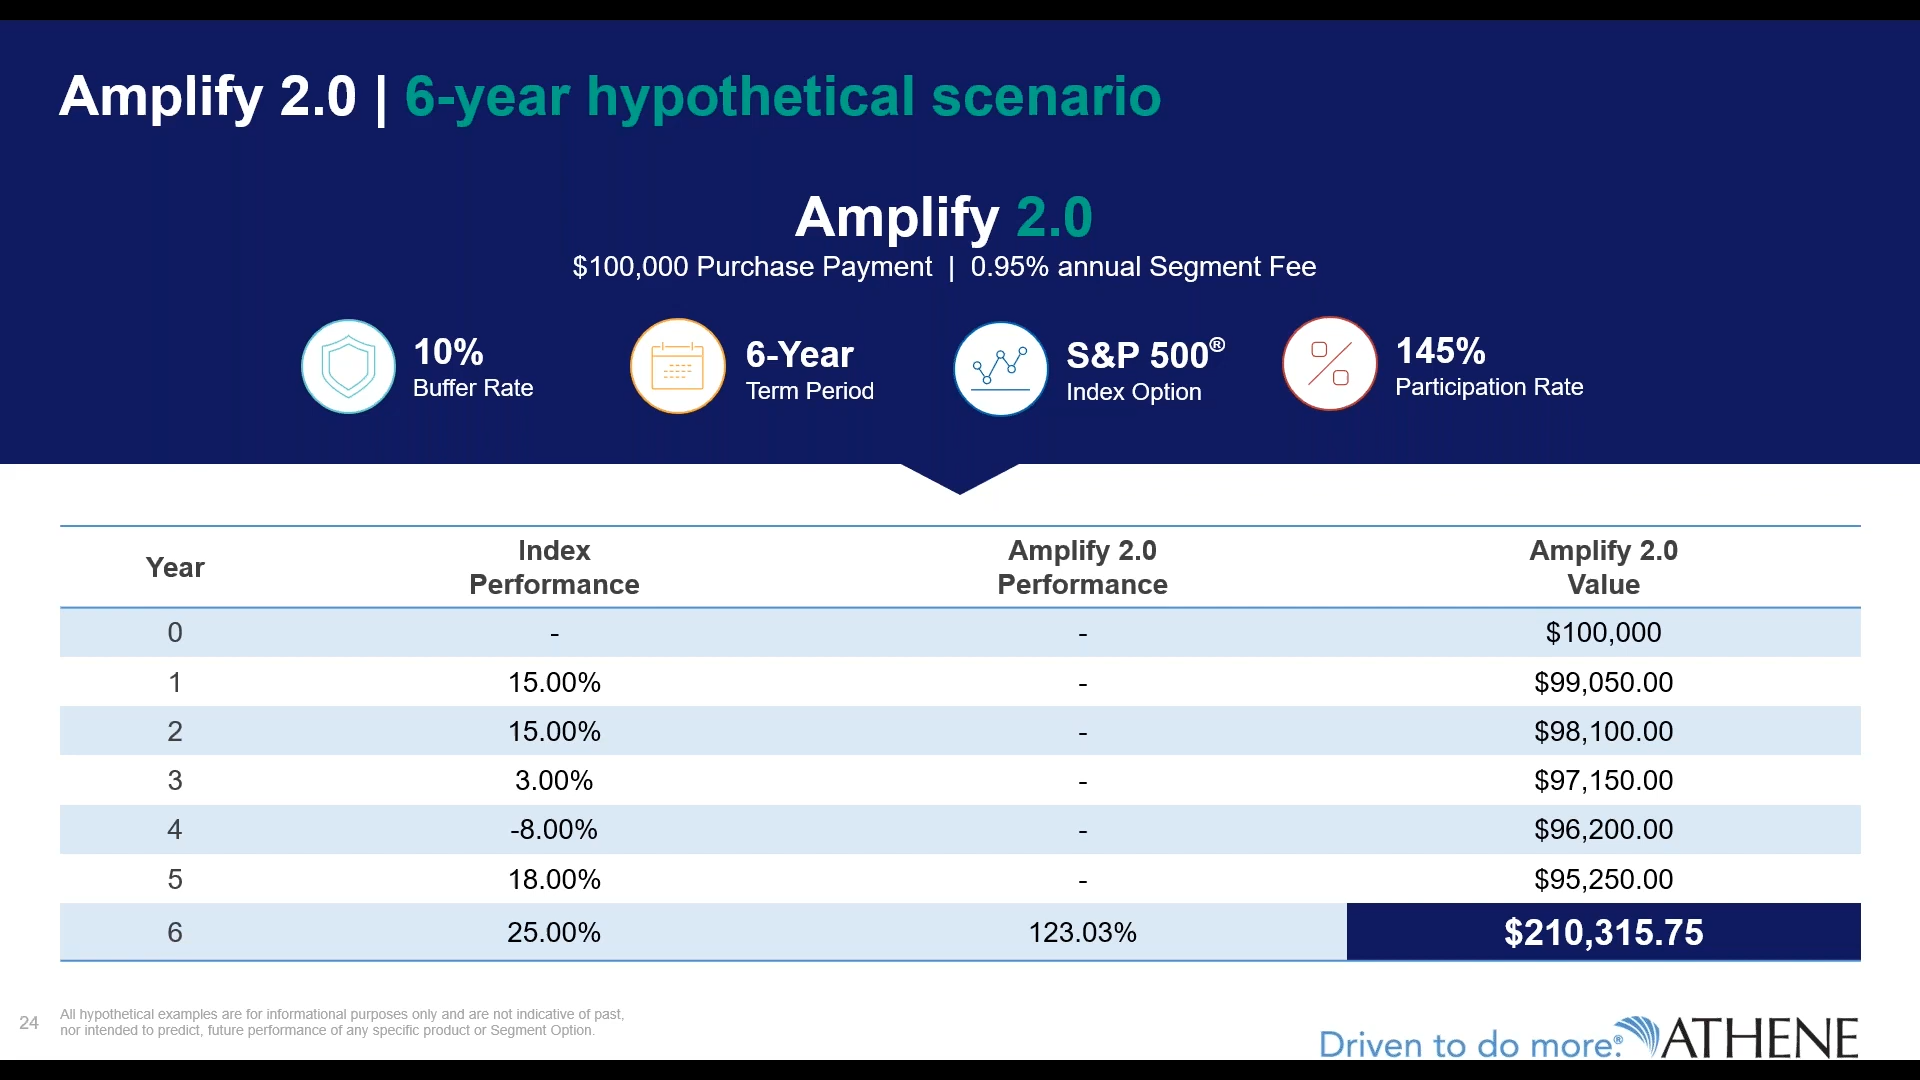 Amplify 2.0 | 6-year hypothetical scenario
Amplify 2.0
$100,000 Purchase Payment | 0.95% annual Segment Fee
10%
Buffer Rate
6-Year
Term Period
S&P 500®
Index Option
145%
Participation Rate
Year
Index
Performance
Amplify 2.0
Performance
Amplify 2.0
Value
0 - - $100,000
1 15.00% - $99,050.00
2 15.00% - $98,100.00
3 3.00% - $97,150.00
4 -8.00% - $96,200.00
5 18.00% - $95,250.00
6 25.00% 123.03% $210,315.75
24
All hypothetical examples are for informational purposes only and are not indicative of past,
nor intended to predict, future performance of any specific product or Segment Option.
Driven to do more.® ATHENE